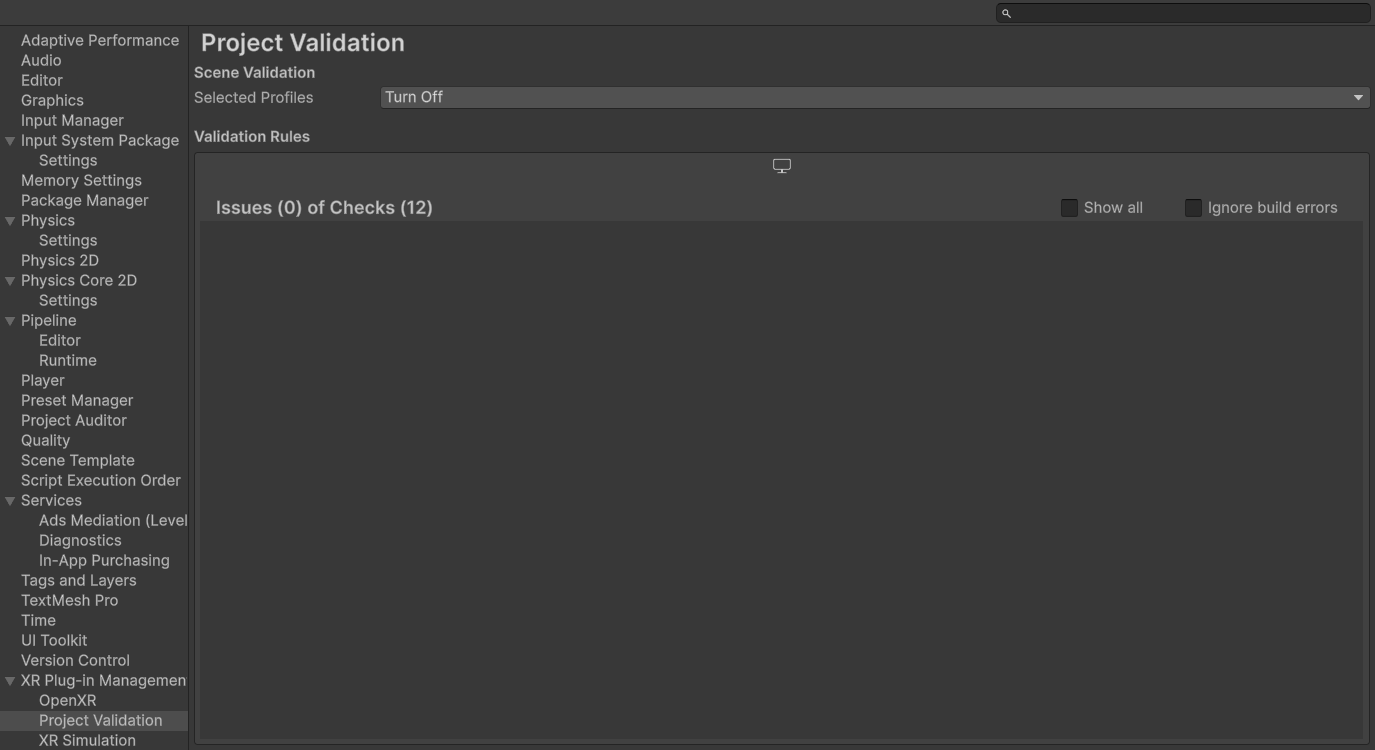 Adaptive Performance
Audio
Editor
Graphics
Input Manager
Input System Package
Settings
Memory Settings
Package Manager
Physics
Settings
Physics 2D
Physics Core 2D
Settings
Pipeline
Editor
Runtime
Player
Preset Manager
Project Auditor
Quality
Scene Template
Script Execution Order
Services
Ads Mediation (Level
Diagnostics
In-App Purchasing
Tags and Layers
TextMesh Pro
Time
UI Toolkit
Version Control
XR Plug-in Managemen
OpenXR
Project Validation
XR Simulation
Project Validation
Scene Validation
Selected Profiles Turn Off
Validation Rules
Issues (0) of Checks (12) Show all Ignore build errors